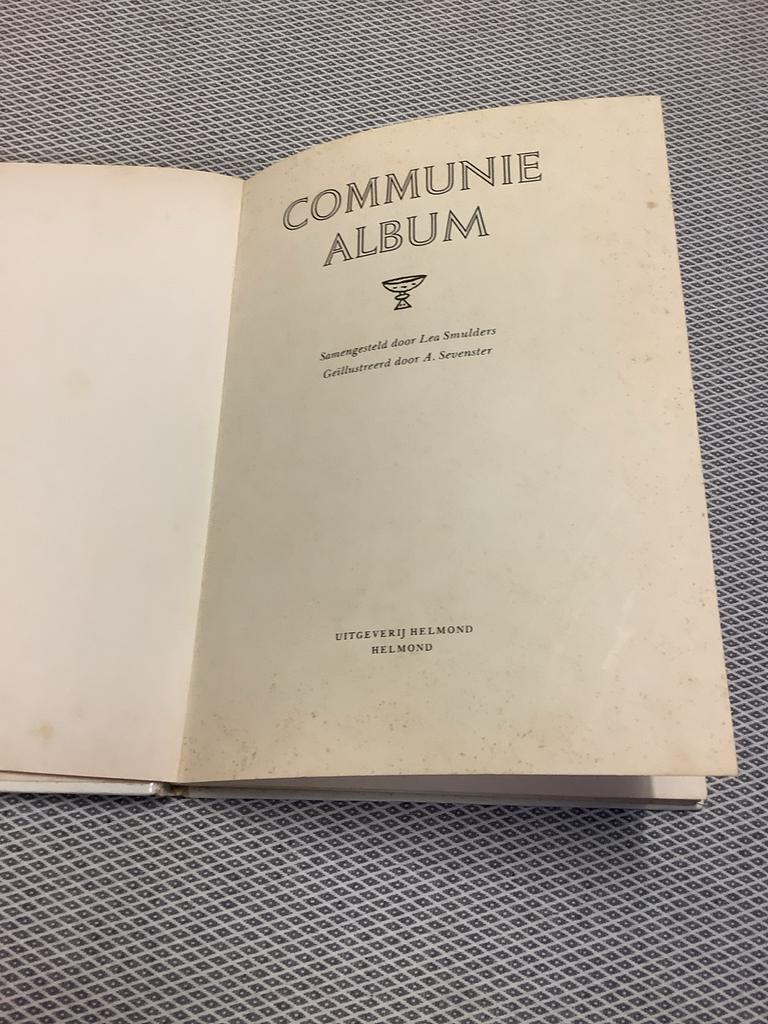 COMMUNIE
ALBUM
Samengesteld door Lea Smulders
Geïllustreerd door A. Sevenster
UITGEVERIJ HELMOND
HELMOND